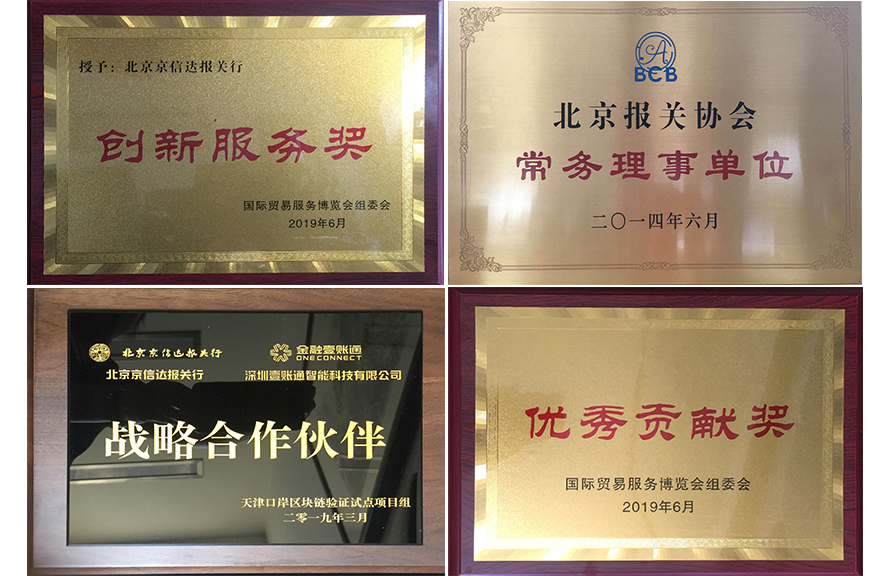 授予：北京京信达报关行
创新服务奖
国际贸易服务博览会组委会
2019年6月
BCB
北京报关协会
常务理事单位
二〇一四年六月
北京京信达报关行
金融壹账通
ONECONNECT
北京京信达报关行
深圳壹账通智能科技有限公司
战略合作伙伴
天津口岸区块链验证试点项目组
二零一九年三月
优秀贡献奖
国际贸易服务博览会组委会
2019年6月